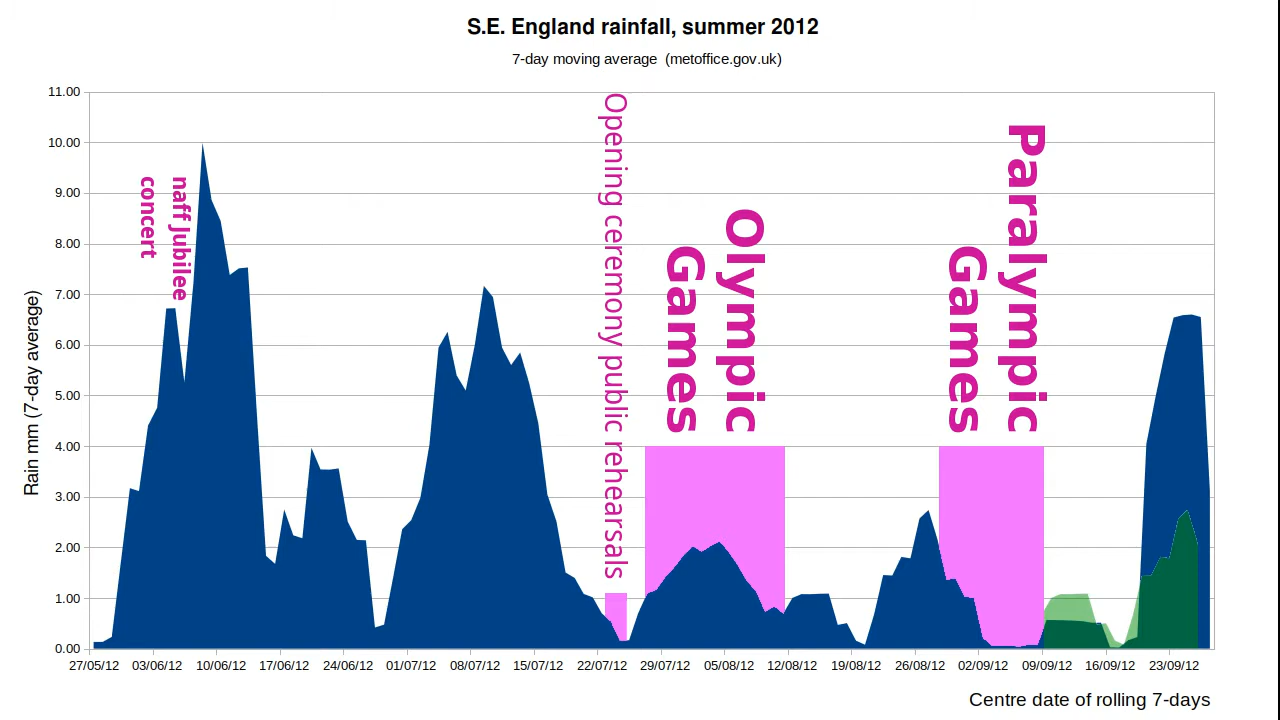 S.E. England rainfall, summer 2012
7-day moving average (metoffice.gov.uk)
Rain mm (7-day average)
11.00
10.00
9.00
8.00
7.00
6.00
5.00
4.00
3.00
2.00
1.00
0.00
naff Jubilee
concert
Opening ceremony public rehearsals
Olympic
Games
Paralympic
Games
27/05/12 03/06/12 10/06/12 17/06/12 24/06/12 01/07/12 08/07/12 15/07/12 22/07/12 29/07/12 05/08/12 12/08/12 19/08/12 26/08/12 02/09/12 09/09/12 16/09/12 23/09/12
Centre date of rolling 7-days